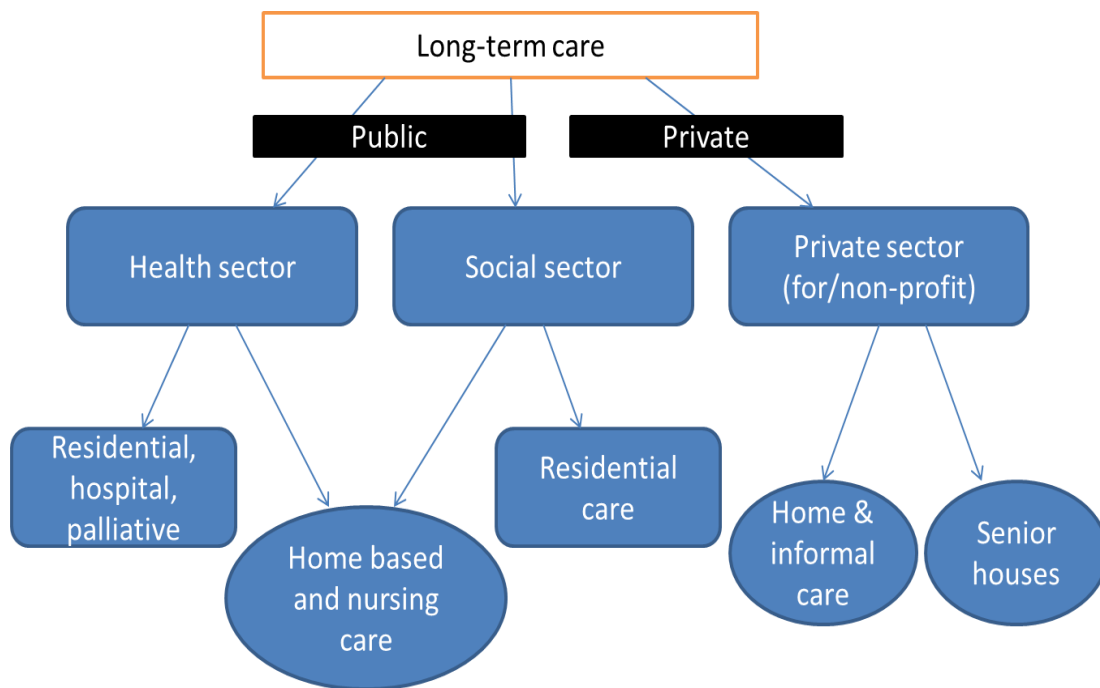 Long-term care
Public
Private
Health sector
Social sector
Private sector
(for/non-profit)
Residential,
hospital,
palliative
Home based
and nursing
care
Residential
care
Home &
informal
care
Senior
houses